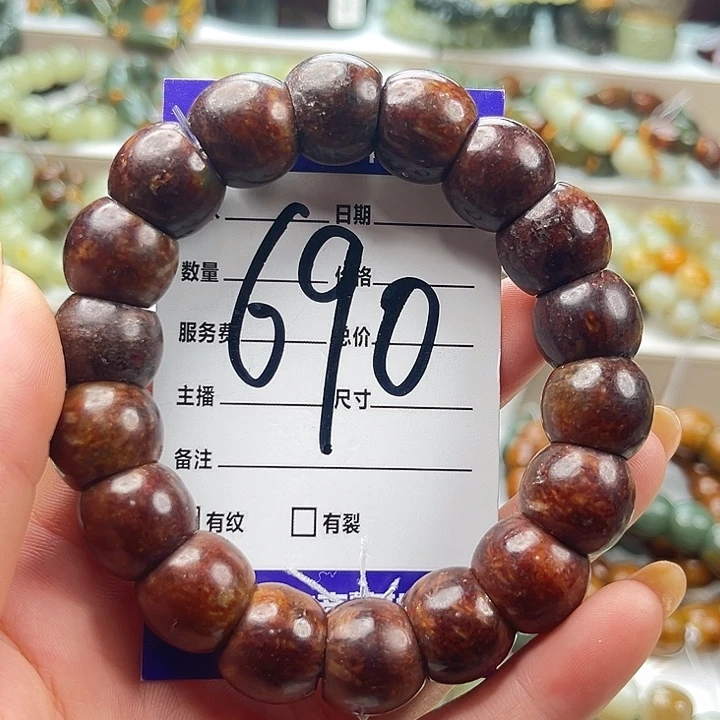 日期
数量
服务费 总价
主播 尺寸
备注
有纹 有裂
690